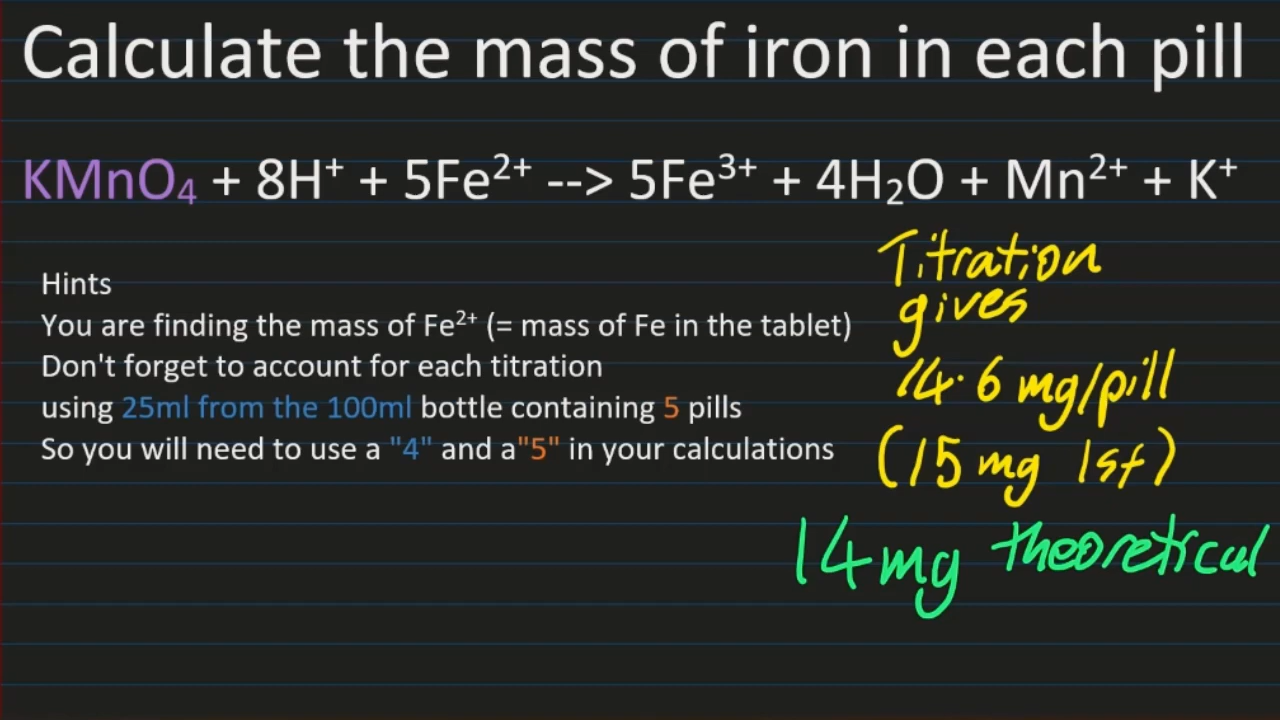 Calculate the mass of iron in each pill
KMnO₄ + 8H⁺ + 5Fe²⁺ --> 5Fe³⁺ + 4H₂O + Mn²⁺ + K⁺
Hints
You are finding the mass of Fe²⁺ (= mass of Fe in the tablet)
Don't forget to account for each titration
using 25ml from the 100ml bottle containing 5 pills
So you will need to use a "4" and a"5" in your calculations
Titration
gives
14.6 mg/pill
(15 mg 1sf)
14mg theoretical